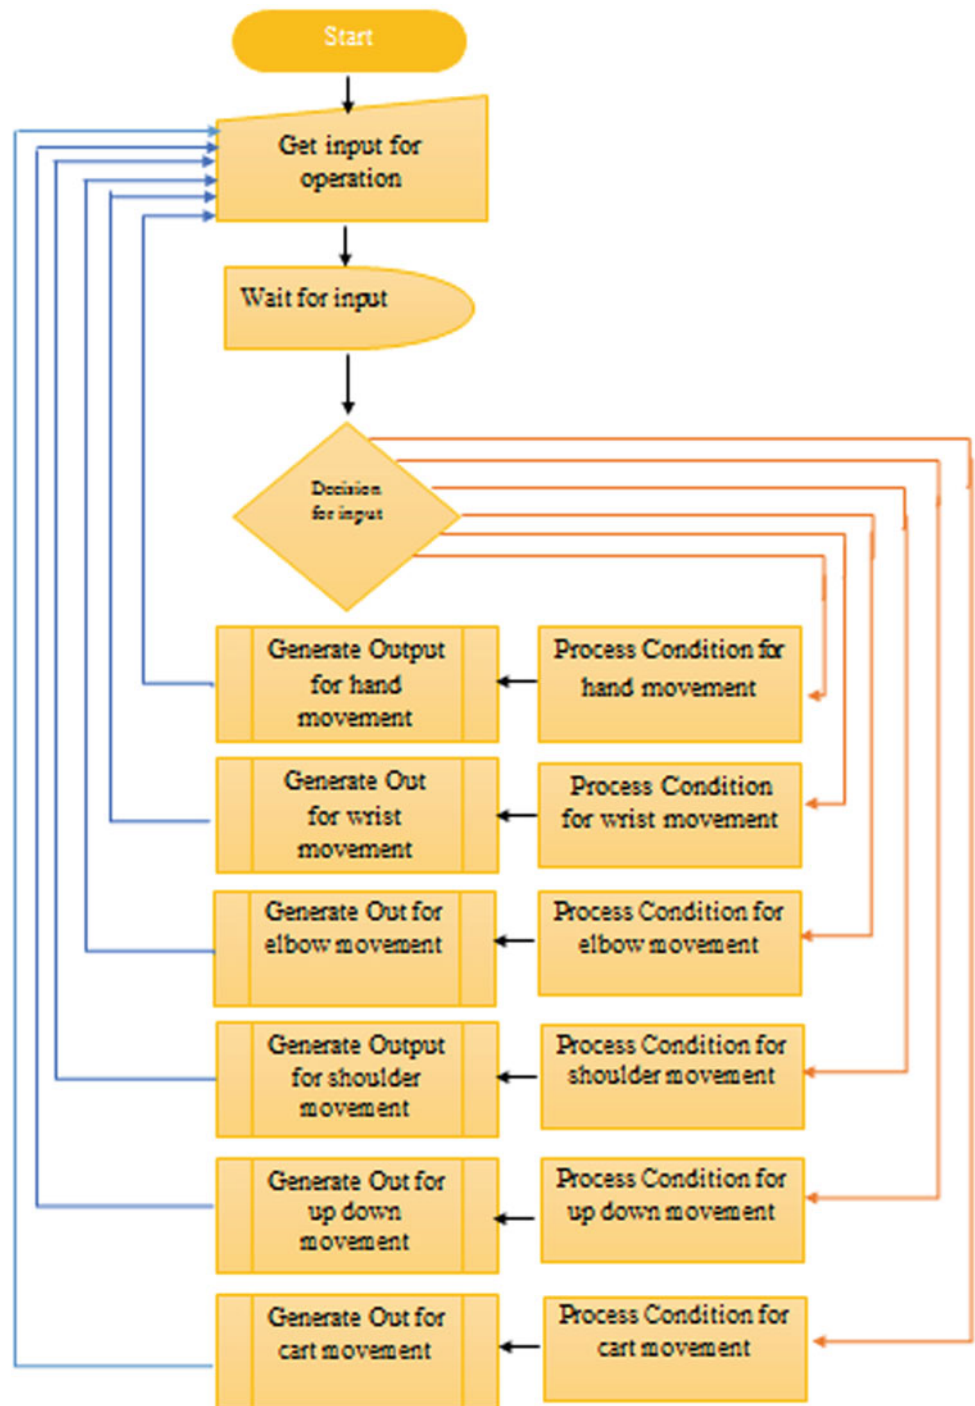 Start
Get input for
operation
Wait for input
Decision
for input
Generate Output
for hand
movement
Process Condition for
hand movement
Generate Out
for wrist
movement
Process Condition
for wrist movement
Generate Out for
elbow movement
Process Condition for
elbow movement
Generate Output
for shoulder
movement
Process Condition for
shoulder movement
Generate Out for
up down
movement
Process Condition for
up down movement
Generate Out for
cart movement
Process Condition for
cart movement